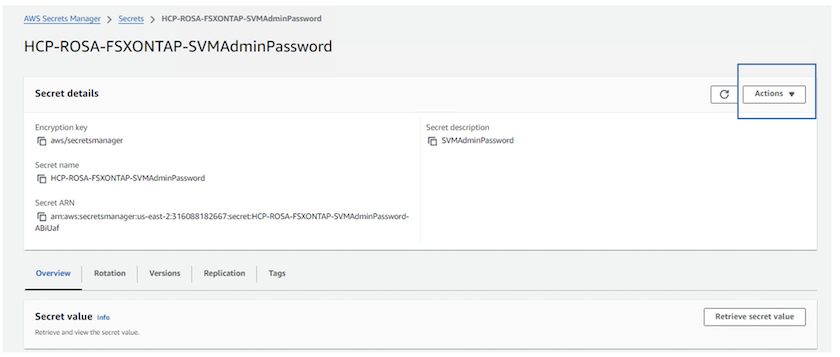 AWS Secrets Manager > Secrets > HCP-ROSA-FSXONTAP-SVMAdminPassword
HCP-ROSA-FSXONTAP-SVMAdminPassword
Secret details
Actions
Encryption key
aws/secretsmanager
Secret description
SVMAdminPassword
Secret name
HCP-ROSA-FSXONTAP-SVMAdminPassword
Secret ARN
arn:aws:secretsmanager:us-east-2:316088182667:secret:HCP-ROSA-FSXONTAP-SVMAdminPassword-
ABiUaf
Overview Rotation Versions Replication Tags
Secret value Info
Retrieve secret value
Retrieve and view the secret value.